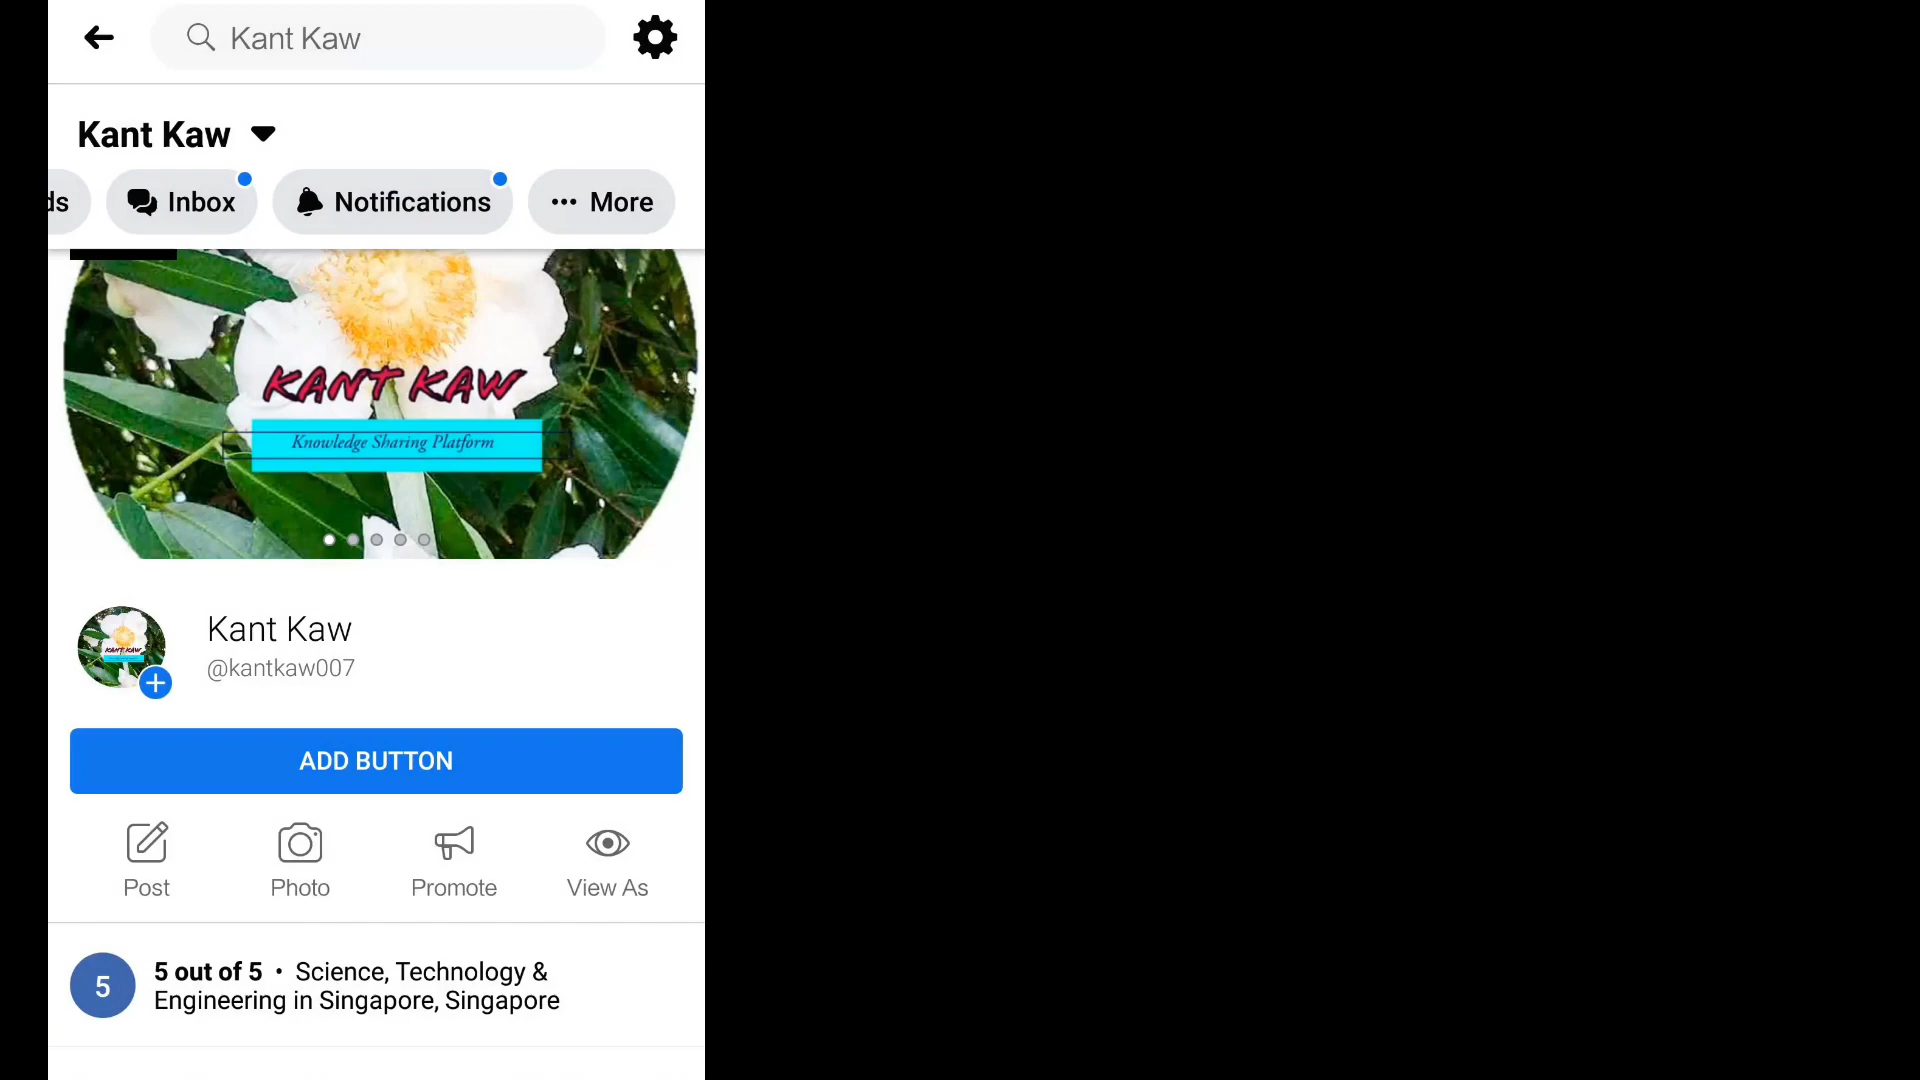 Kant Kaw
Kant Kaw
ds
Inbox
Notifications
More
KANT KAW
Knowledge Sharing Platform
Kant Kaw
@kantkaw007
ADD BUTTON
Post
Photo
Promote
View As
5
5 out of 5 • Science, Technology &
Engineering in Singapore, Singapore